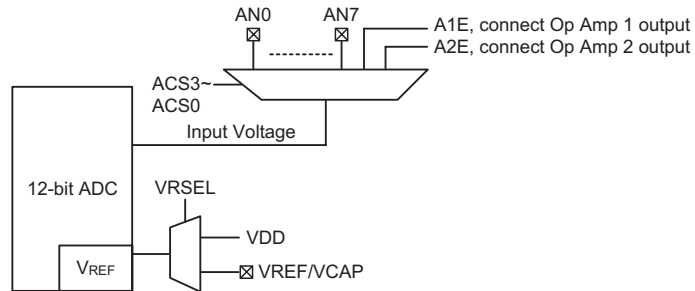 AN0 AN7
A1E, connect Op Amp 1 output
A2E, connect Op Amp 2 output
ACS3~
ACS0
Input Voltage
12-bit ADC
VRSEL
VDD
VREF
VREF/VCAP